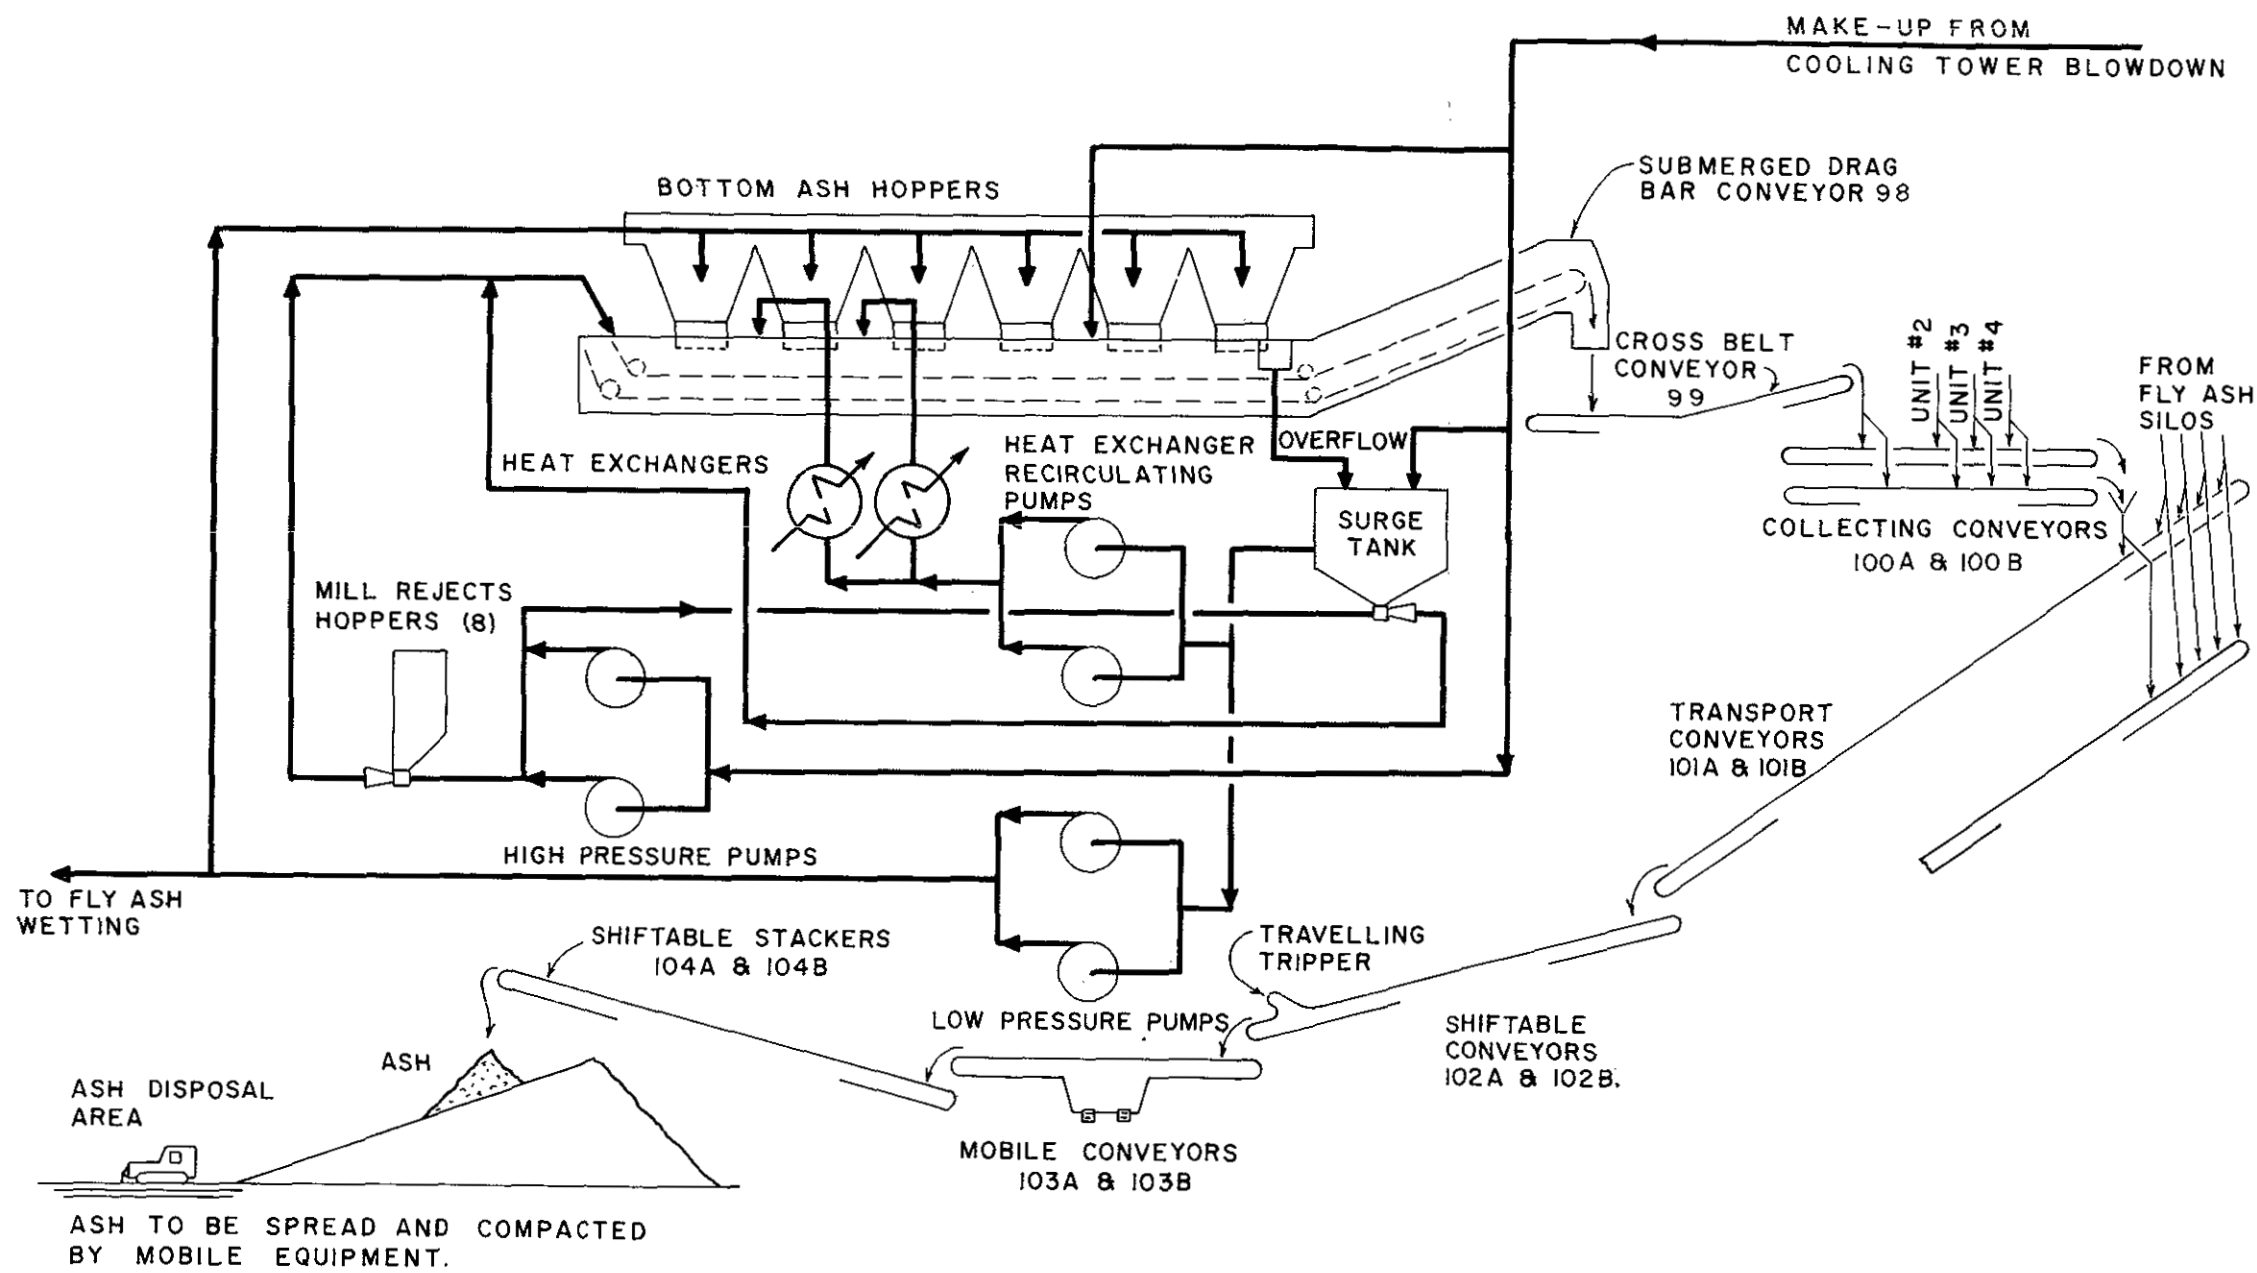 MAKE-UP FROM
COOLING TOWER BLOWDOWN
SUBMERGED DRAG
BAR CONVEYOR 98
BOTTOM ASH HOPPERS
CROSS BELT
CONVEYOR
99
UNIT #2
UNIT #3
UNIT #4
FROM
FLY ASH
SILOS
HEAT EXCHANGERS
HEAT EXCHANGER
RECIRCULATING
PUMPS
OVERFLOW
SURGE
TANK
COLLECTING CONVEYORS
100A & 100B
MILL REJECTS
HOPPERS (8)
TRANSPORT
CONVEYORS
101A & 101B
HIGH PRESSURE PUMPS
TO FLY ASH
WETTING
SHIFTABLE STACKERS
104A & 104B
TRAVELLING
TRIPPER
LOW PRESSURE PUMPS
SHIFTABLE
CONVEYORS
102A & 102B.
ASH
ASH DISPOSAL
AREA
MOBILE CONVEYORS
103A & 103B
ASH TO BE SPREAD AND COMPACTED
BY MOBILE EQUIPMENT.